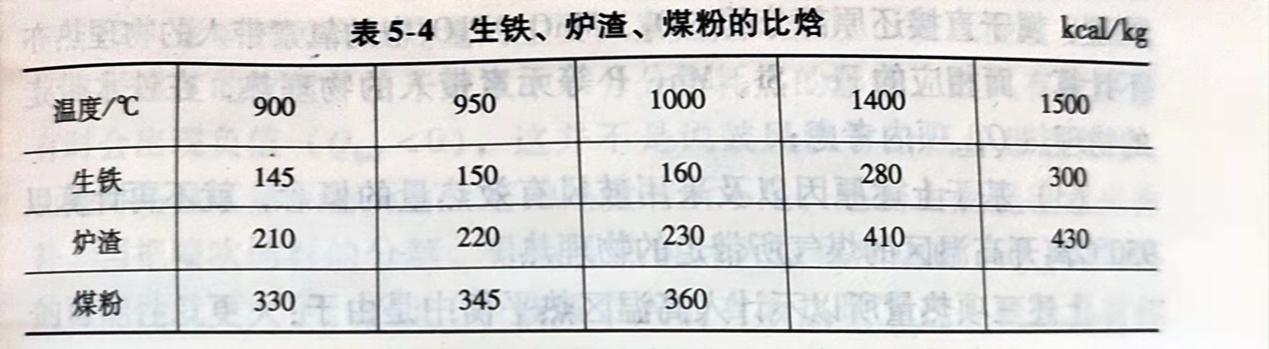 表5-4 生铁、炉渣、煤粉的比焓 kcal/kg
温度/℃ 900 950 1000 1400 1500
生铁 145 150 160 280 300
炉渣 210 220 230 410 430
煤粉 330 345 360